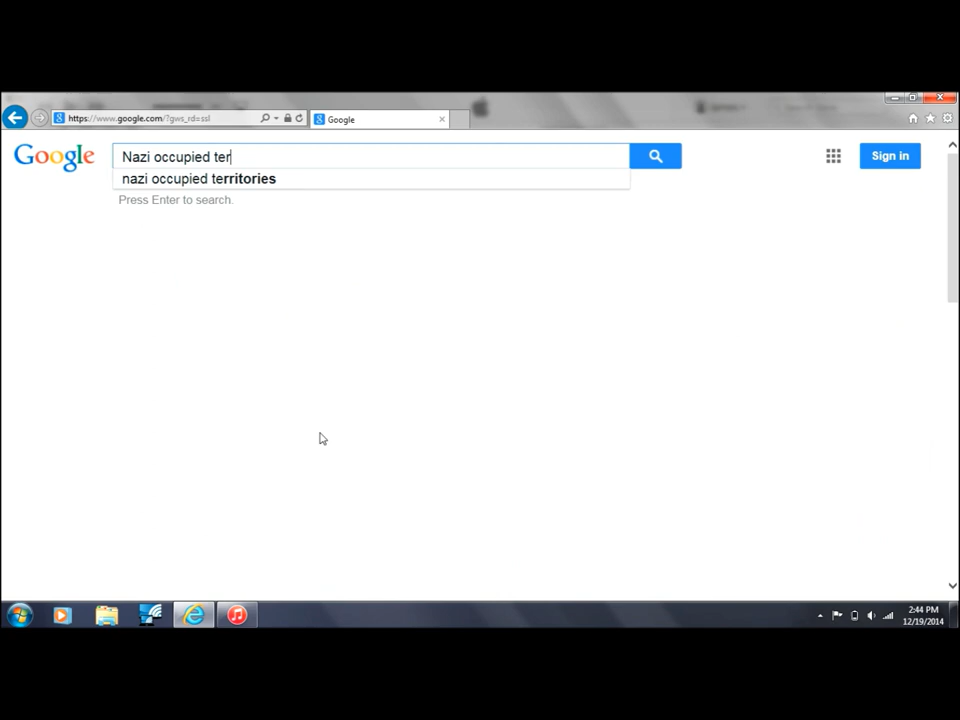 https://www.google.com/?gws_rd=ssl
Google
Google
Nazi occupied ter
Sign in
nazi occupied territories
Press Enter to search.
2:44 PM
12/19/2014